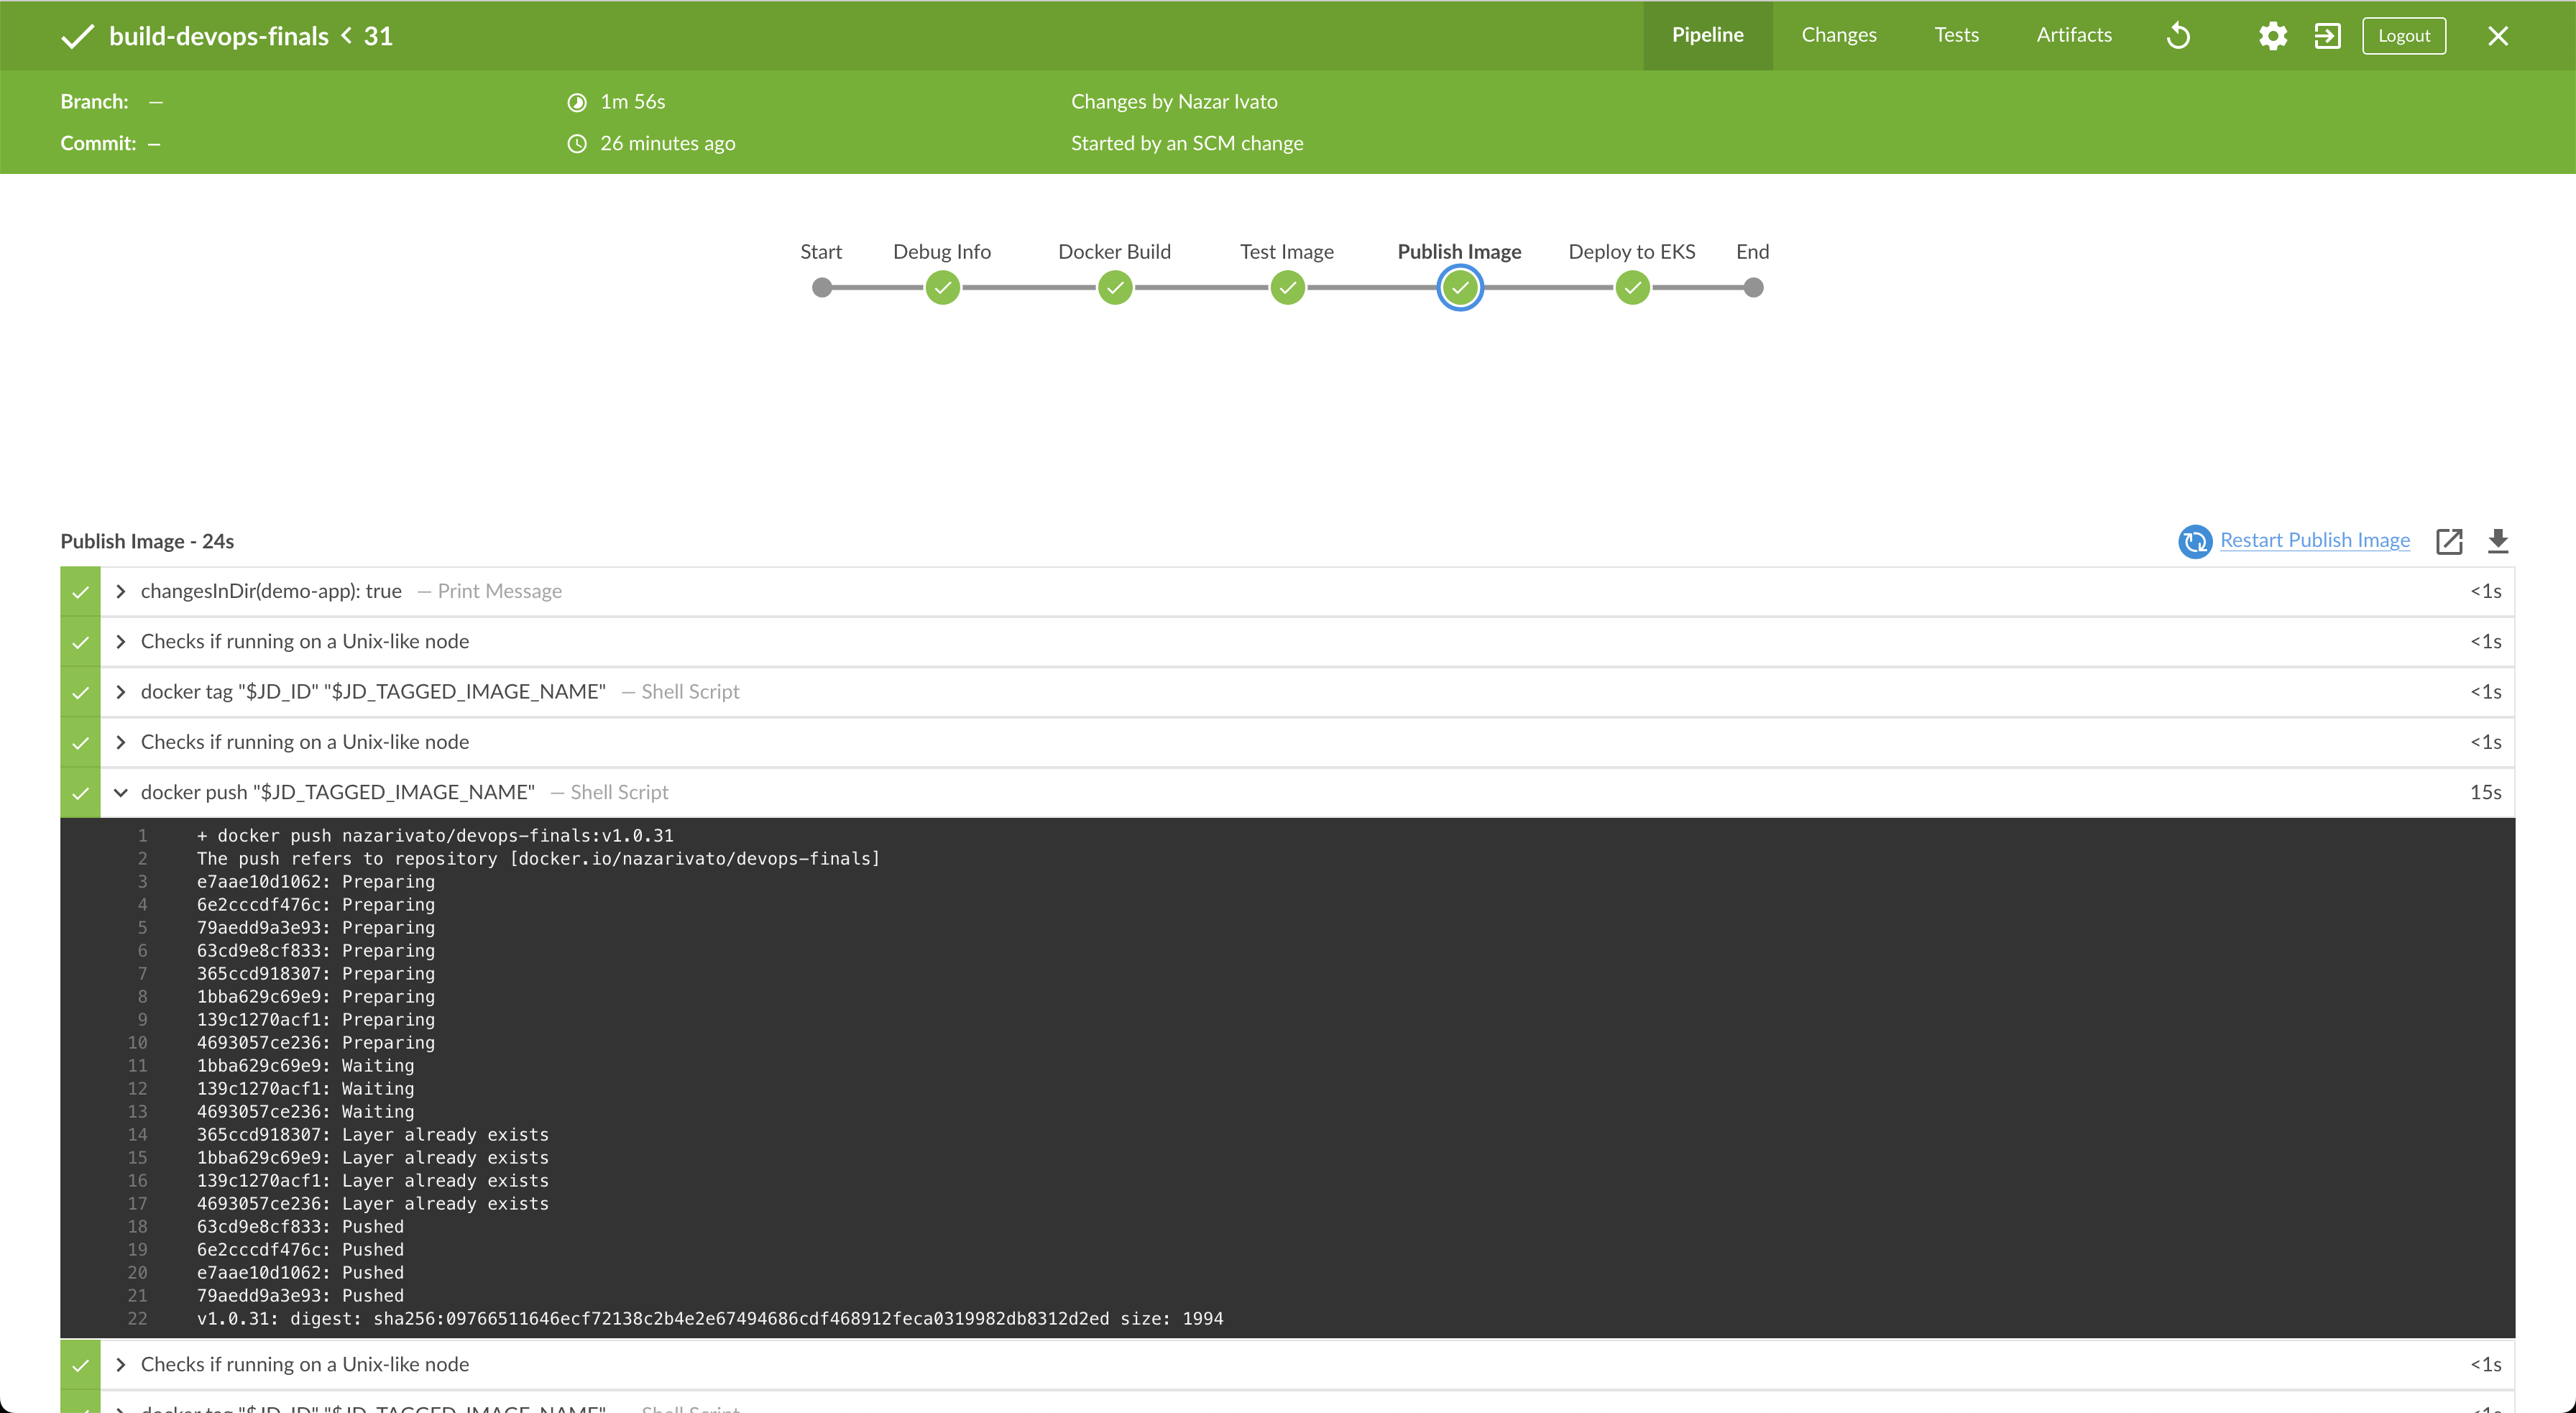 build-devops-finals < 31
Pipeline
Changes
Tests
Artifacts
Logout
Branch: —
1m 56s
Changes by Nazar Ivato
Commit: —
26 minutes ago
Started by an SCM change
Start
Debug Info
Docker Build
Test Image
Publish Image
Deploy to EKS
End
Publish Image - 24s
Restart Publish Image
changesInDir(demo-app): true — Print Message <1s
Checks if running on a Unix-like node <1s
docker tag "$JD_ID" "$JD_TAGGED_IMAGE_NAME" — Shell Script <1s
Checks if running on a Unix-like node <1s
docker push "$JD_TAGGED_IMAGE_NAME" — Shell Script 15s
1 + docker push nazarivato/devops-finals:v1.0.31
2 The push refers to repository [docker.io/nazarivato/devops-finals]
3 e7aae10d1062: Preparing
4 6e2cccdf476c: Preparing
5 79aedd9a3e93: Preparing
6 63cd9e8cf833: Preparing
7 365ccd918307: Preparing
8 1bba629c69e9: Preparing
9 139c1270acf1: Preparing
10 4693057ce236: Preparing
11 1bba629c69e9: Waiting
12 139c1270acf1: Waiting
13 4693057ce236: Waiting
14 365ccd918307: Layer already exists
15 1bba629c69e9: Layer already exists
16 139c1270acf1: Layer already exists
17 4693057ce236: Layer already exists
18 63cd9e8cf833: Pushed
19 6e2cccdf476c: Pushed
20 e7aae10d1062: Pushed
21 79aedd9a3e93: Pushed
22 v1.0.31: digest: sha256:09766511646ecf72138c2b4e2e67494686cdf468912feca0319982db8312d2ed size: 1994
Checks if running on a Unix-like node <1s
docker tag "$JD_ID" "$JD_TAGGED_IMAGE_NAME" — Shell Script <1s